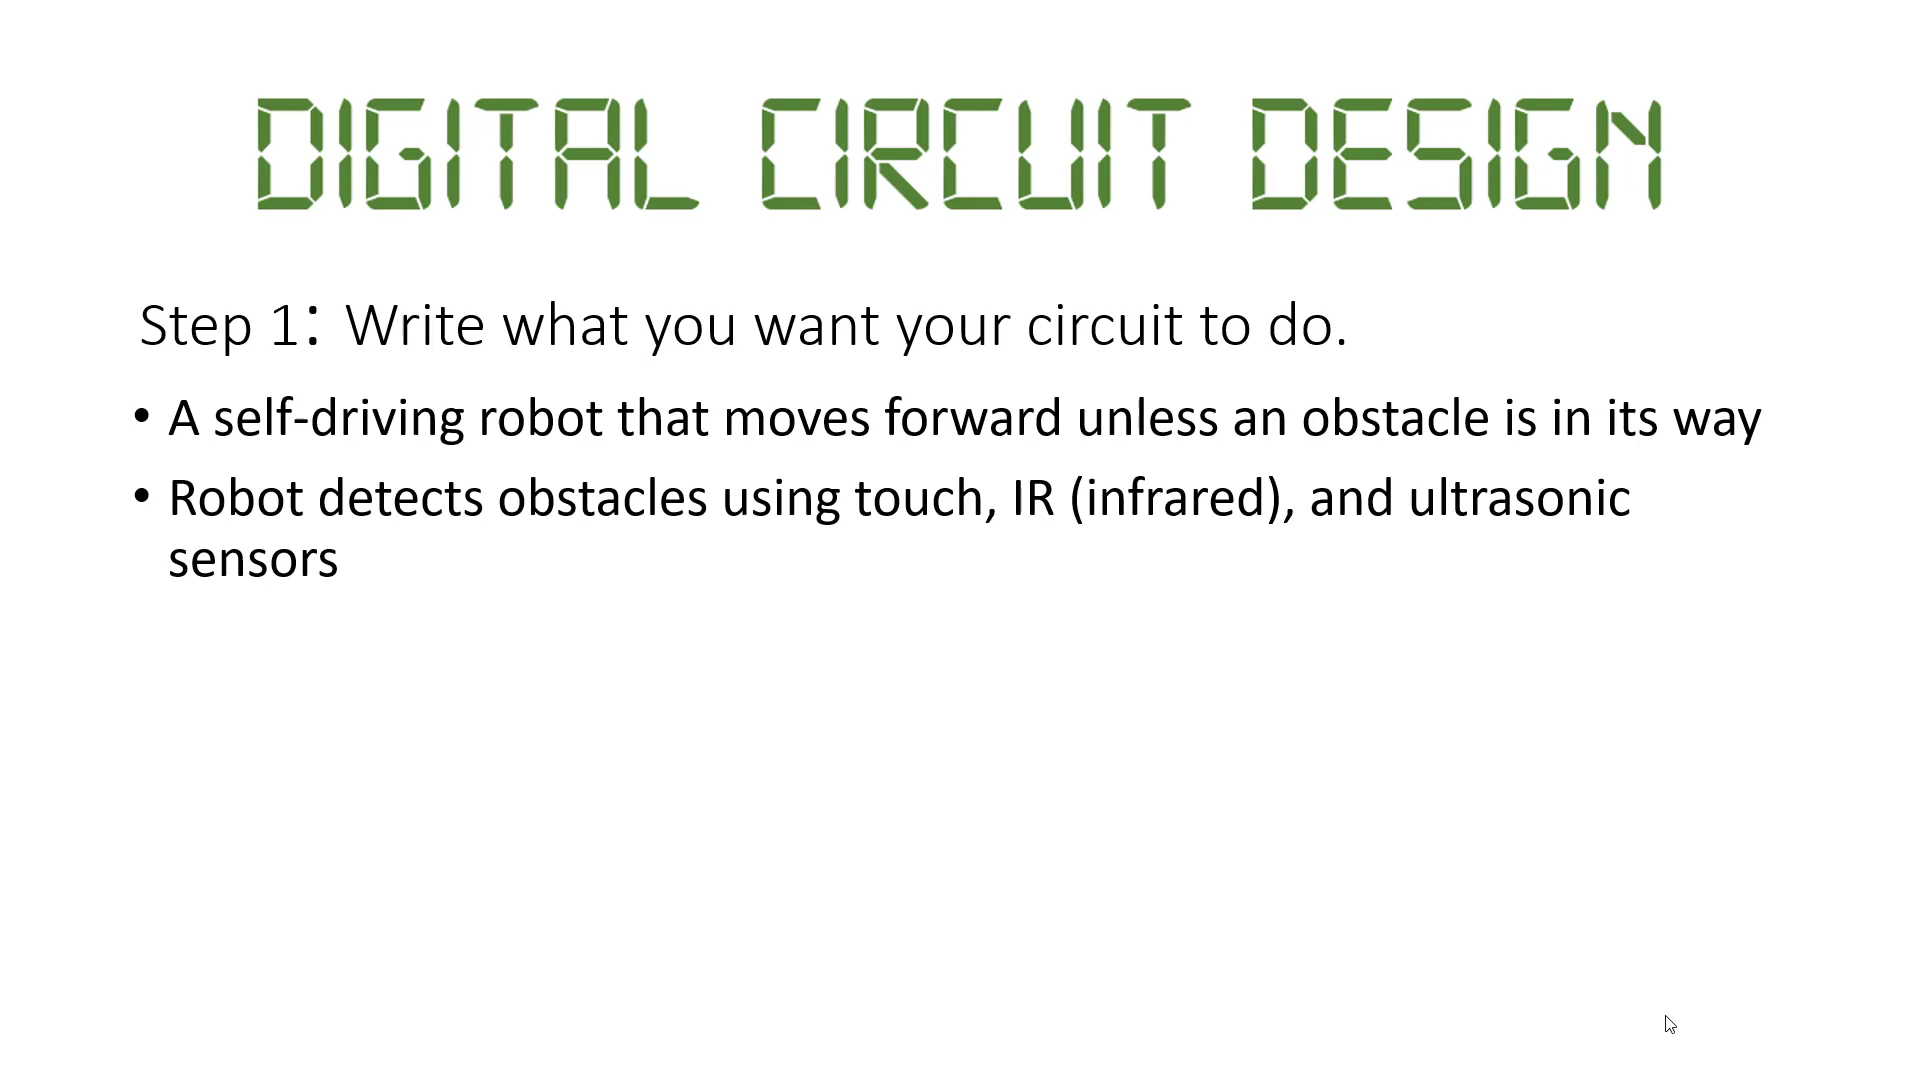 DIGITAL CIRCUIT DESIGN
Step 1: Write what you want your circuit to do.
• A self-driving robot that moves forward unless an obstacle is in its way
• Robot detects obstacles using touch, IR (infrared), and ultrasonic
sensors